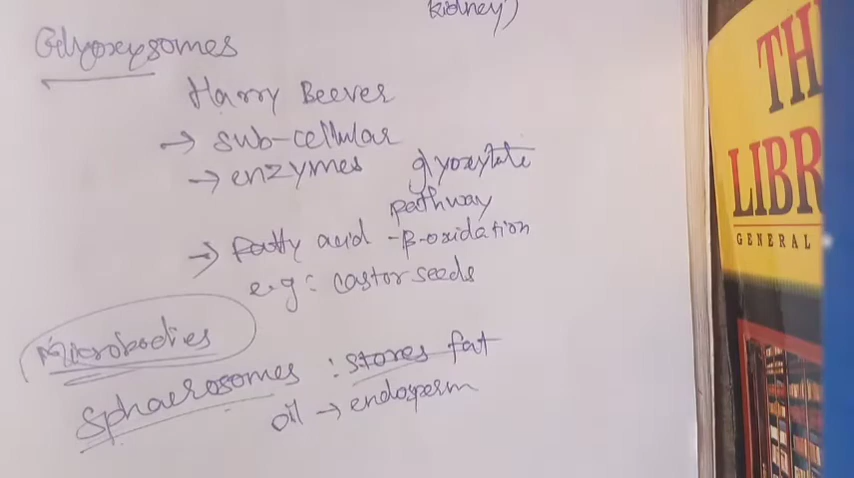 kidney)
Glyoxysomes
Harry Beever
→ sub-cellular
→ enzymes glyoxylate
pathway
→ fatty acid -β-oxidation
e.g: castor seeds
Microbodies
Sphaerosomes : stores fat
oil → endosperm
TH
LIBR
GENERAL